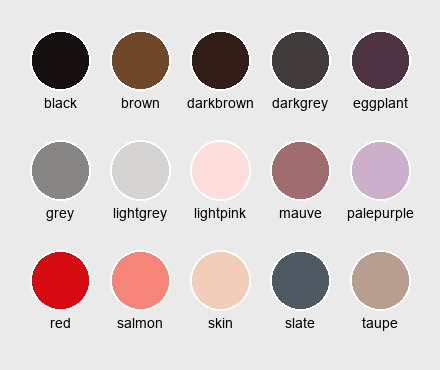 black brown darkbrown darkgrey eggplant
grey lightgrey lightpink mauve palepurple
red salmon skin slate taupe